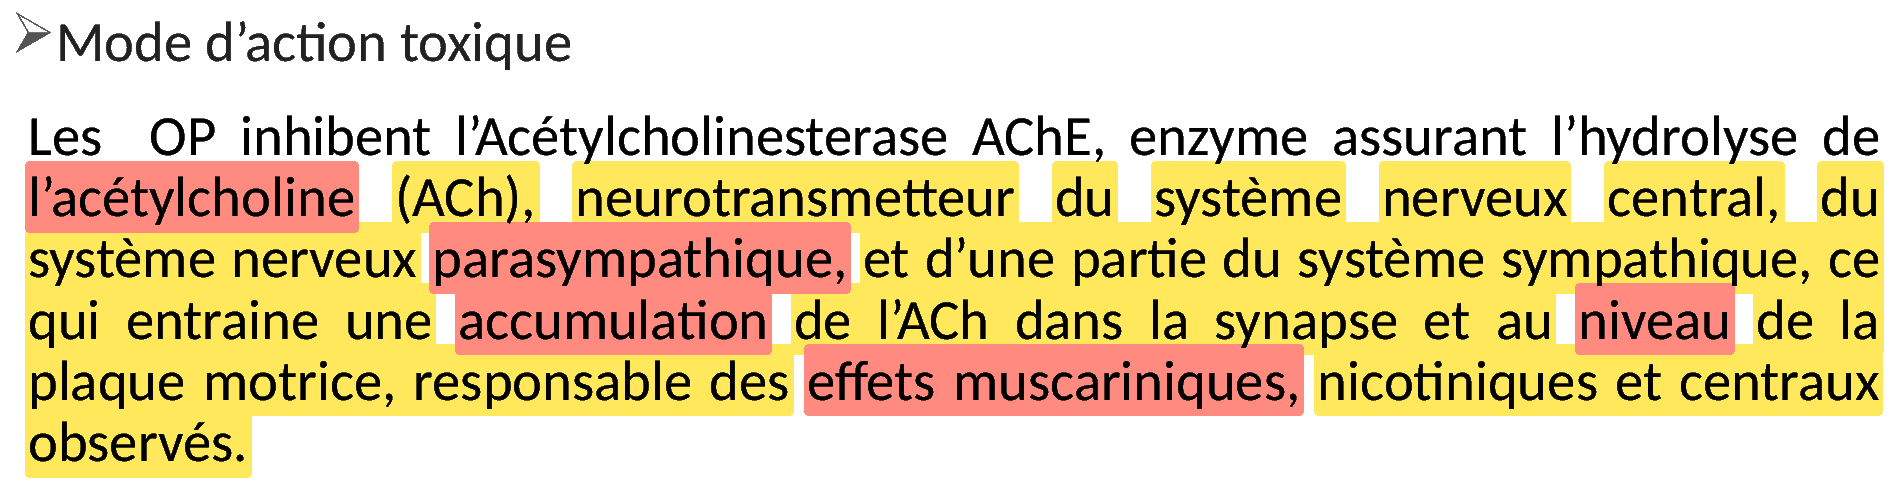 Mode d’action toxique
Les OP inhibent l’Acétylcholinesterase AChE, enzyme assurant l’hydrolyse de
l’acétylcholine (ACh), neurotransmetteur du système nerveux central, du
système nerveux parasympathique, et d’une partie du système sympathique, ce
qui entraine une accumulation de l’ACh dans la synapse et au niveau de la
plaque motrice, responsable des effets muscariniques, nicotiniques et centraux
observés.